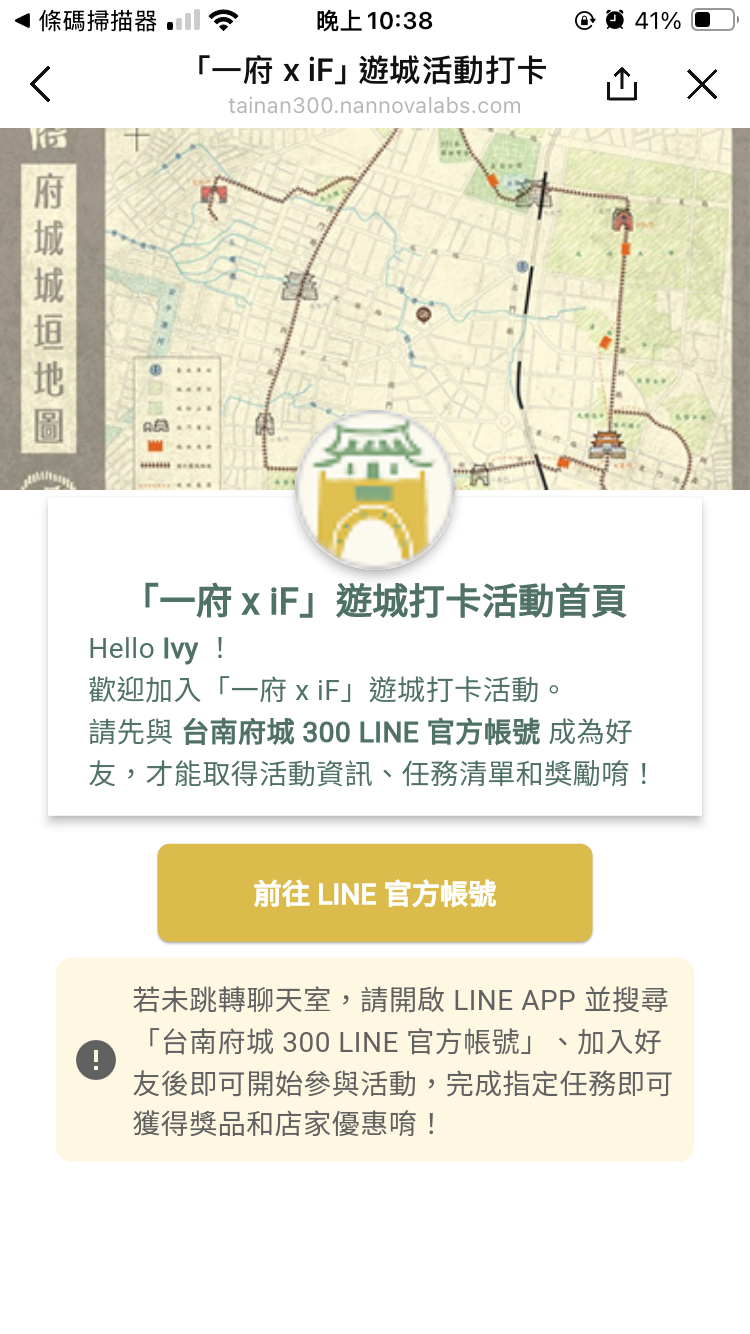 ◀ 條碼掃描器
晚上10:38
41%
「一府 x iF」遊城活動打卡
tainan300.nannovalabs.com
府城城垣地圖
「一府 x iF」遊城打卡活動首頁
Hello Ivy ！
歡迎加入「一府 x iF」遊城打卡活動。
請先與 台南府城 300 LINE 官方帳號 成為好
友，才能取得活動資訊、任務清單和獎勵唷！
前往 LINE 官方帳號
若未跳轉聊天室，請開啟 LINE APP 並搜尋
「台南府城 300 LINE 官方帳號」、加入好
友後即可開始參與活動，完成指定任務即可
獲得獎品和店家優惠唷！